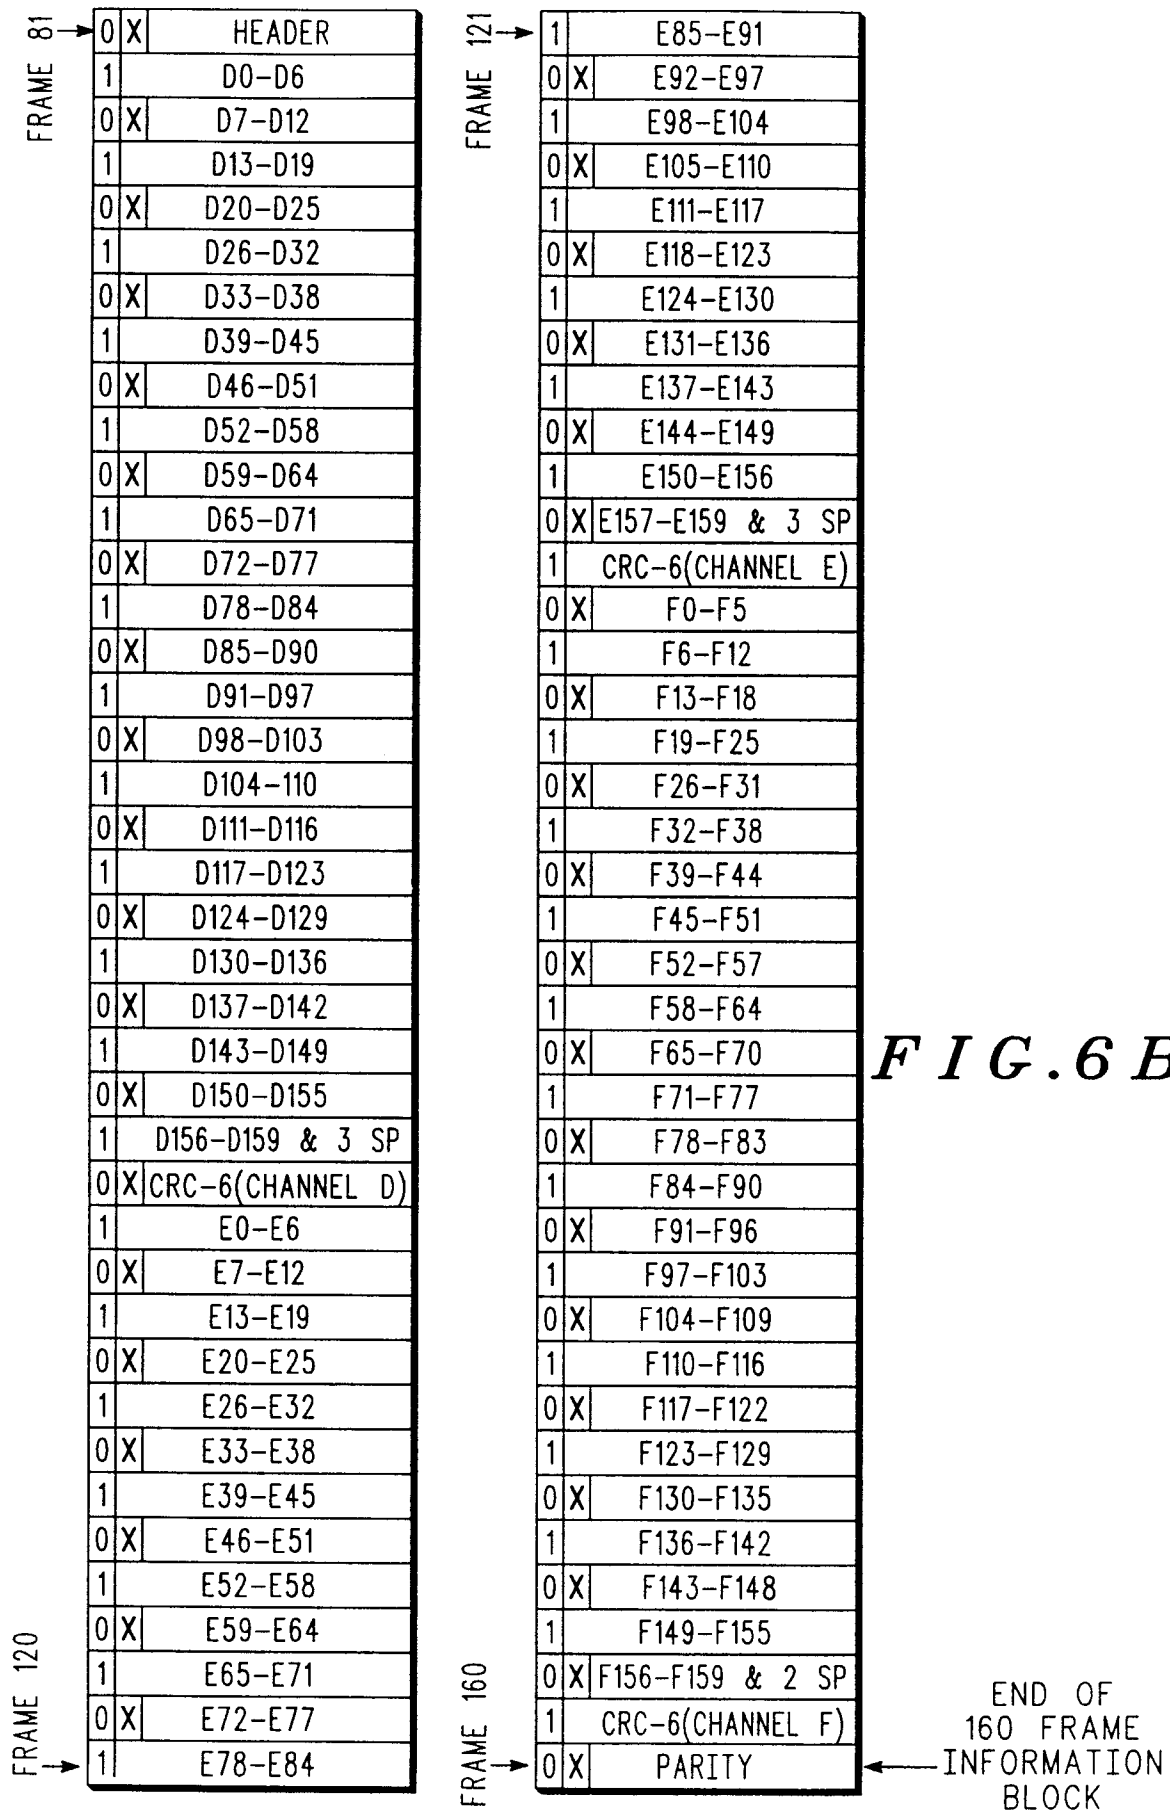 FRAME 81
0 X HEADER
1 D0-D6
0 X D7-D12
1 D13-D19
0 X D20-D25
1 D26-D32
0 X D33-D38
1 D39-D45
0 X D46-D51
1 D52-D58
0 X D59-D64
1 D65-D71
0 X D72-D77
1 D78-D84
0 X D85-D90
1 D91-D97
0 X D98-D103
1 D104-110
0 X D111-D116
1 D117-D123
0 X D124-D129
1 D130-D136
0 X D137-D142
1 D143-D149
0 X D150-D155
1 D156-D159 & 3 SP
0 X CRC-6(CHANNEL D)
1 E0-E6
0 X E7-E12
1 E13-E19
0 X E20-E25
1 E26-E32
0 X E33-E38
1 E39-E45
0 X E46-E51
1 E52-E58
0 X E59-E64
1 E65-E71
0 X E72-E77
1 E78-E84
FRAME 120
FRAME 121
1 E85-E91
0 X E92-E97
1 E98-E104
0 X E105-E110
1 E111-E117
0 X E118-E123
1 E124-E130
0 X E131-E136
1 E137-E143
0 X E144-E149
1 E150-E156
0 X E157-E159 & 3 SP
1 CRC-6(CHANNEL E)
0 X F0-F5
1 F6-F12
0 X F13-F18
1 F19-F25
0 X F26-F31
1 F32-F38
0 X F39-F44
1 F45-F51
0 X F52-F57
1 F58-F64
0 X F65-F70
1 F71-F77
0 X F78-F83
1 F84-F90
0 X F91-F96
1 F97-F103
0 X F104-F109
1 F110-F116
0 X F117-F122
1 F123-F129
0 X F130-F135
1 F136-F142
0 X F143-F148
1 F149-F155
0 X F156-F159 & 2 SP
1 CRC-6(CHANNEL F)
0 X PARITY
FRAME 160
FIG.6B
END OF
160 FRAME
INFORMATION
BLOCK